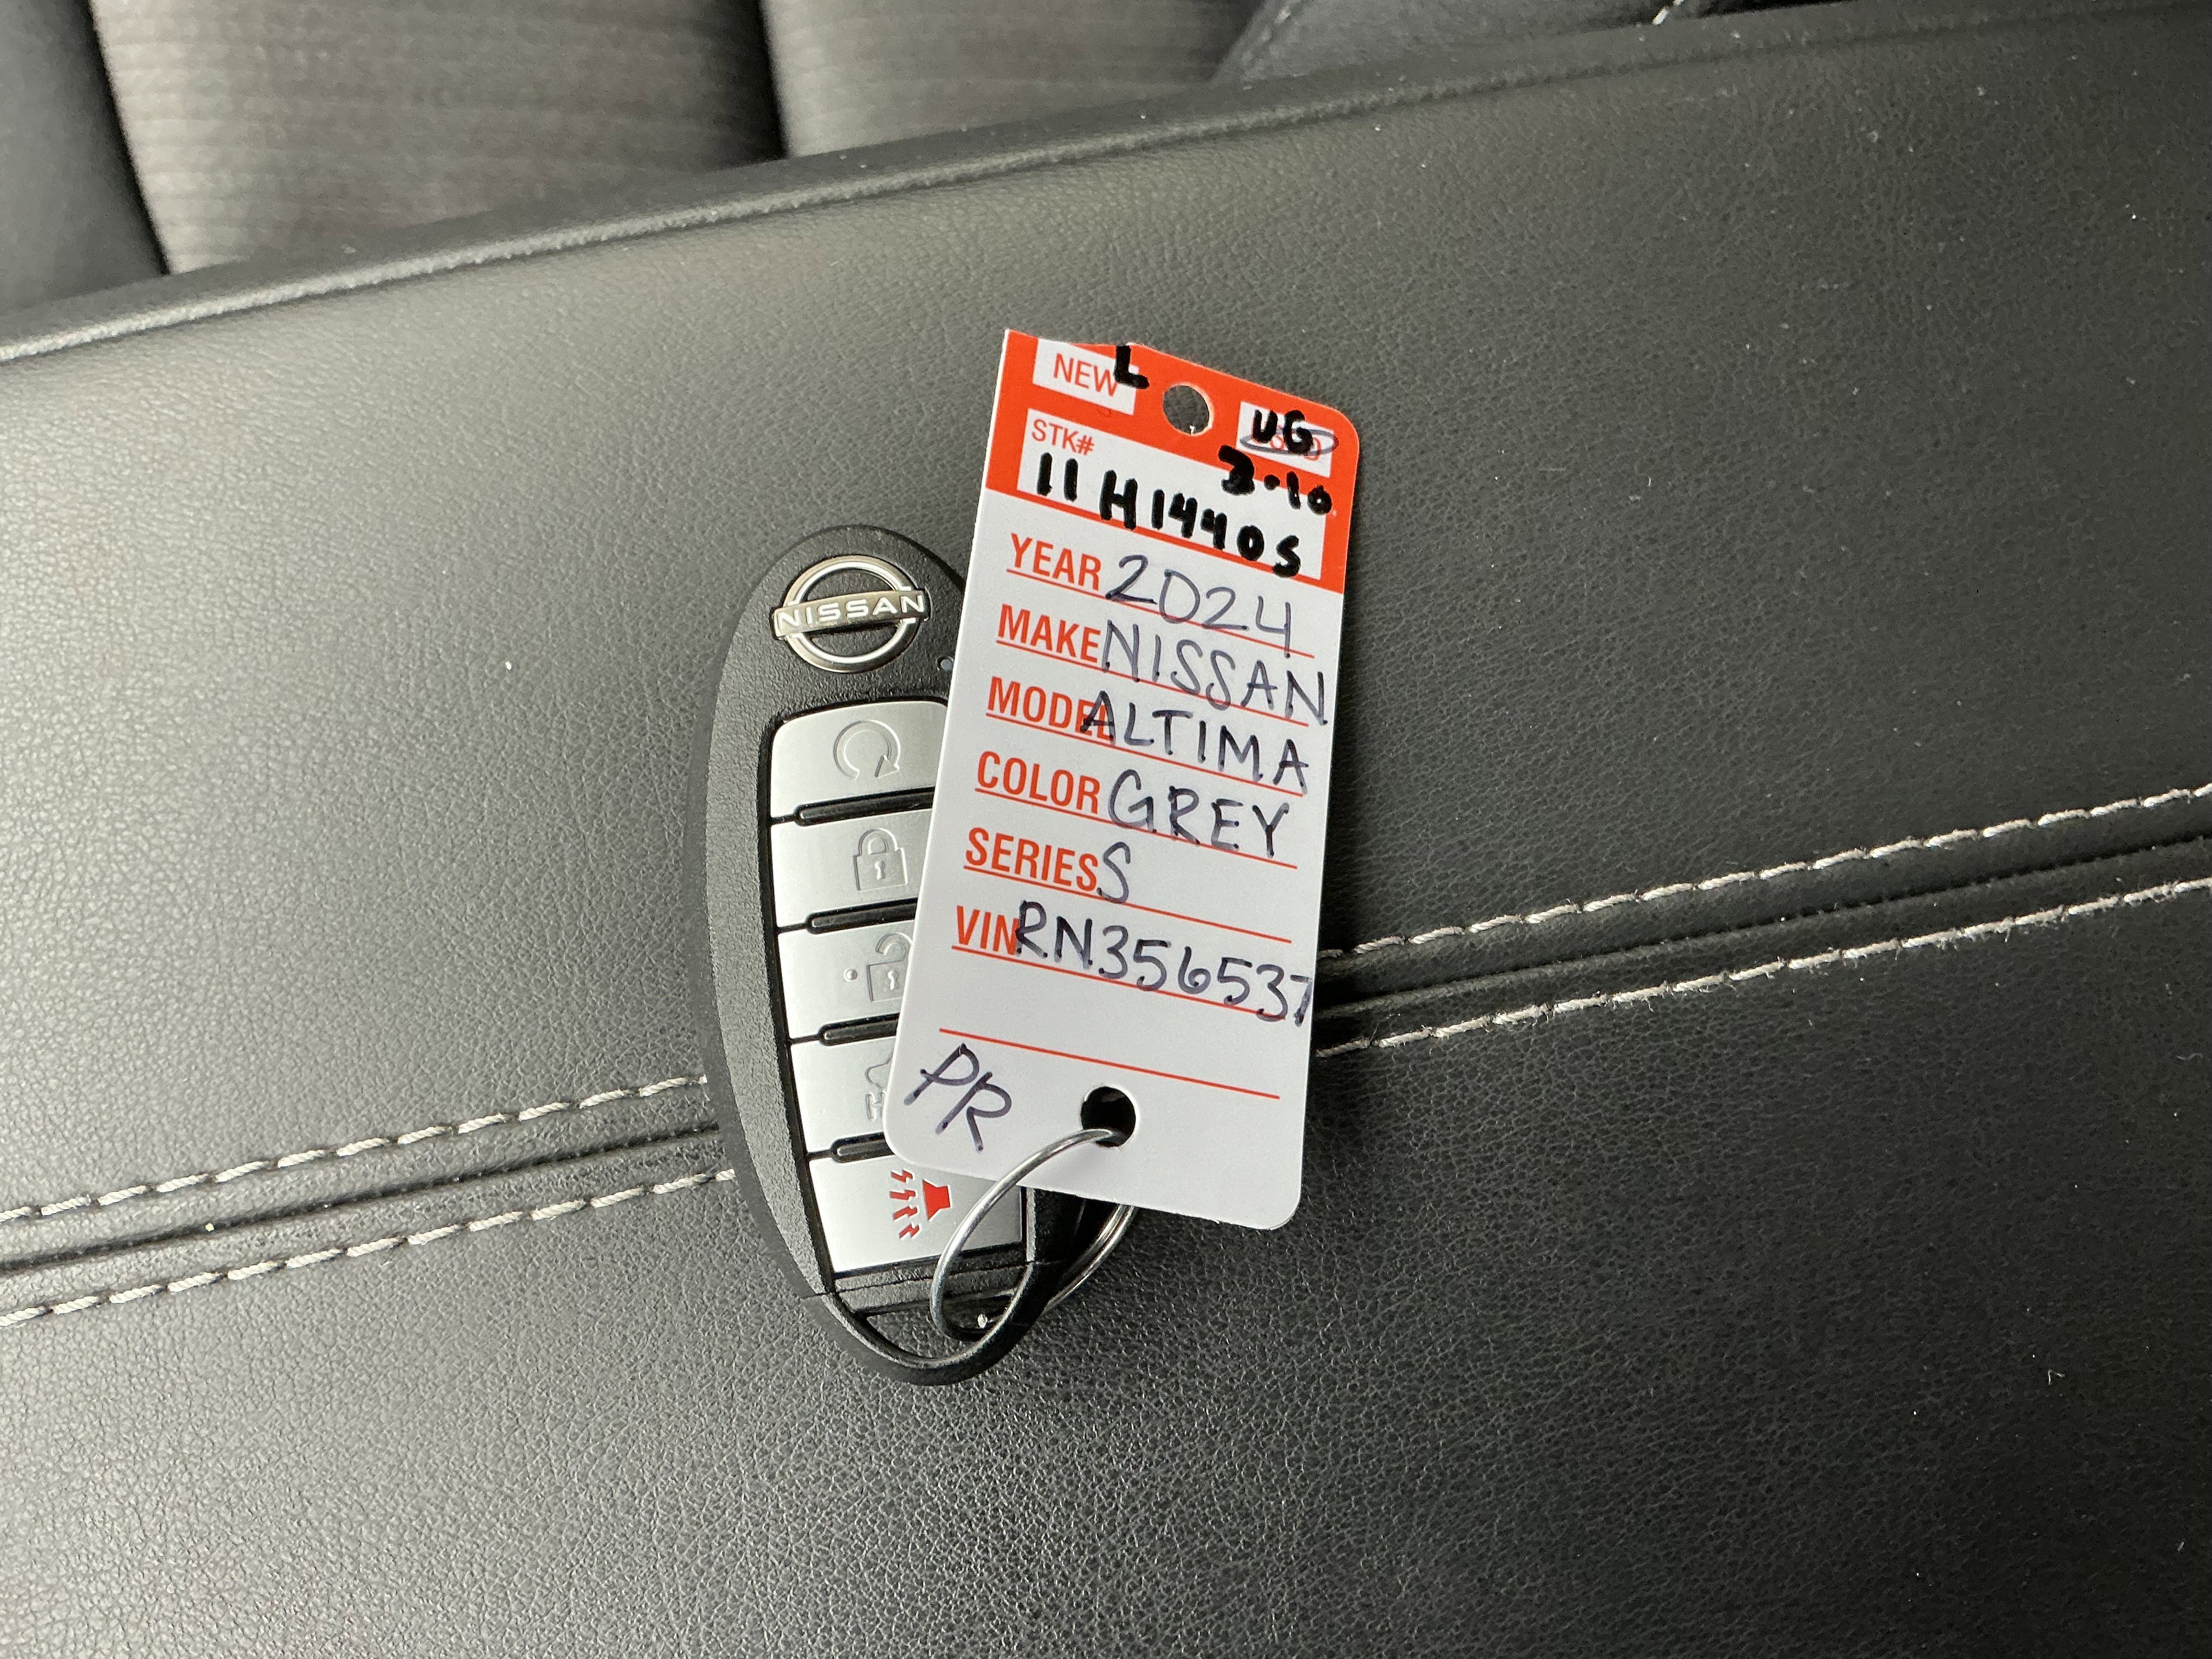 NEW L
UG
STK# 3-10
11H1440S
YEAR 2024
MAKE NISSAN
MODEL ALTIMA
COLOR GREY
SERIES S
VIN RN356537
PR
NISSAN